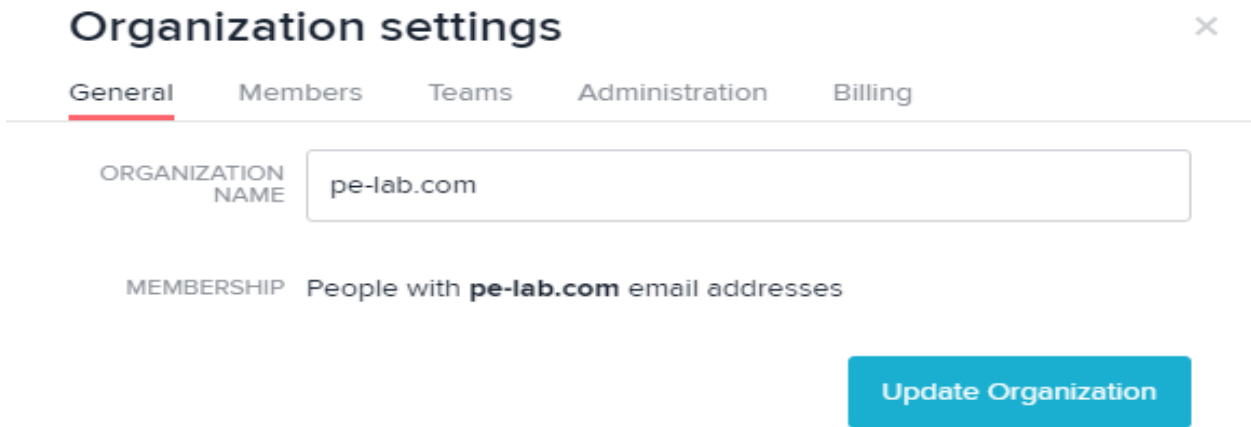 Organization settings
General Members Teams Administration Billing
ORGANIZATION
NAME
pe-lab.com
MEMBERSHIP People with pe-lab.com email addresses
Update Organization